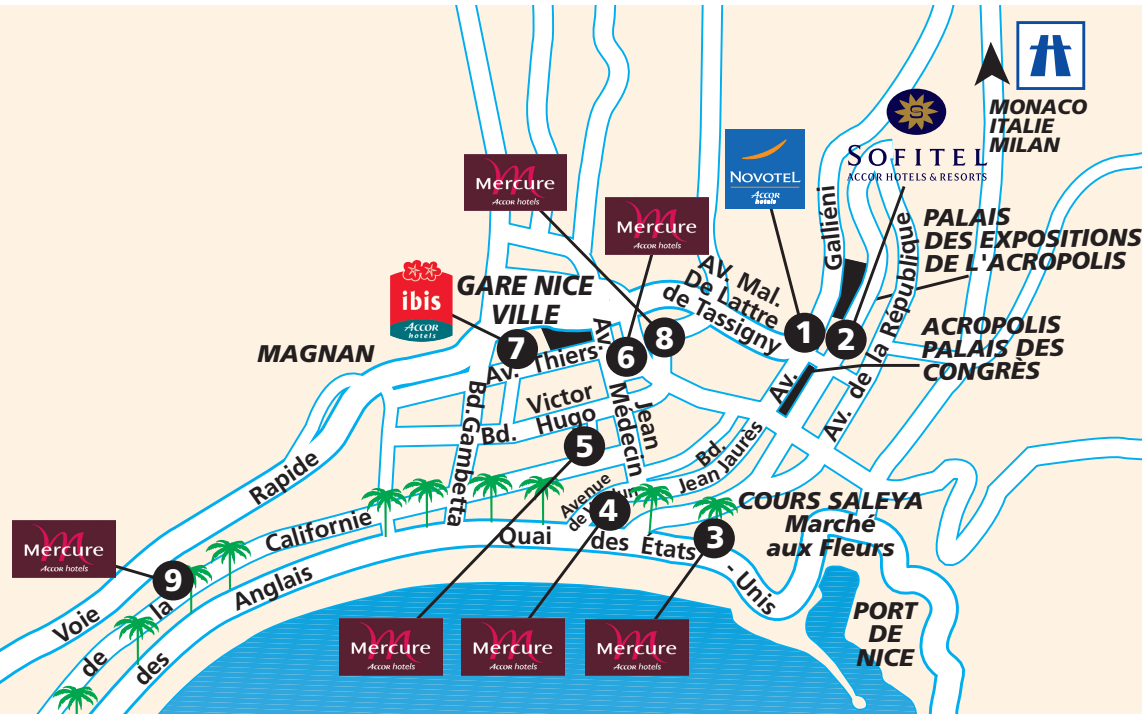 MONACO
ITALIE
MILAN
SOFITEL
ACCOR HOTELS & RESORTS
NOVOTEL
ACCOR
hotels
Mercure
ACCOR hotels
Mercure
ACCOR hotels
Galliéni
PALAIS
DES EXPOSITIONS
DE L'ACROPOLIS
AV. Mal.
De Lattre
de Tassigny
ibis
ACCOR
hotels
GARE NICE
VILLE
MAGNAN
1
2
6
7
8
ACROPOLIS
PALAIS DES
CONGRÈS
Av. de la Républibne
Av. Thiers
Av.
Jean
Médecin
Av.
Victor
Hugo
Bd.
Bd.Gambetta
5
Bd.
Jean Jaurès
Rapide
Voie
Californie
la
de
Avenue
de
4
3
COURS SALEYA
Marché
aux Fleurs
Quai
des États
- Unis
Anglais
des
Mercure
ACCOR hotels
9
PORT
DE
NICE
Mercure
ACCOR hotels
Mercure
ACCOR hotels
Mercure
ACCOR hotels